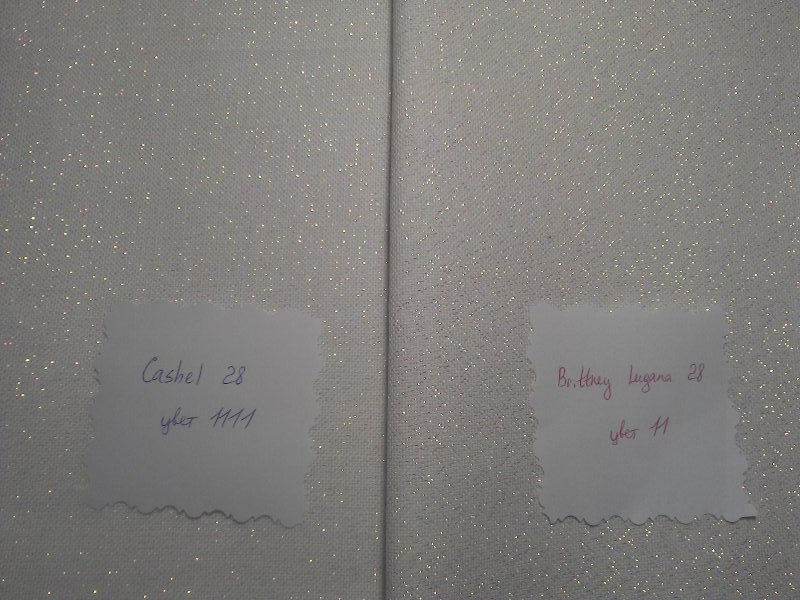 Cashel 28
цвет 1111
Brittney Lugana 28
цвет 11